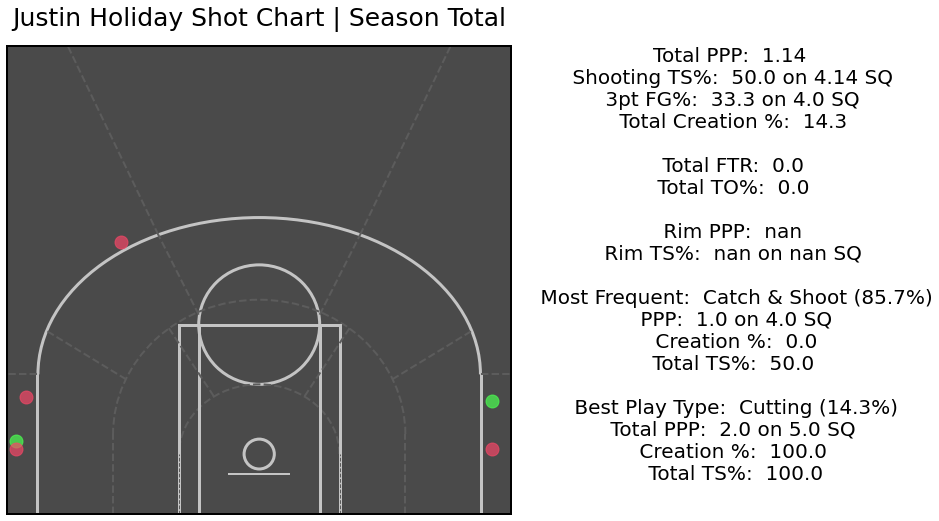 Justin Holiday Shot Chart | Season Total
Total PPP: 1.14
Shooting TS%: 50.0 on 4.14 SQ
3pt FG%: 33.3 on 4.0 SQ
Total Creation %: 14.3
Total FTR: 0.0
Total TO%: 0.0
Rim PPP: nan
Rim TS%: nan on nan SQ
Most Frequent: Catch & Shoot (85.7%)
PPP: 1.0 on 4.0 SQ
Creation %: 0.0
Total TS%: 50.0
Best Play Type: Cutting (14.3%)
Total PPP: 2.0 on 5.0 SQ
Creation %: 100.0
Total TS%: 100.0